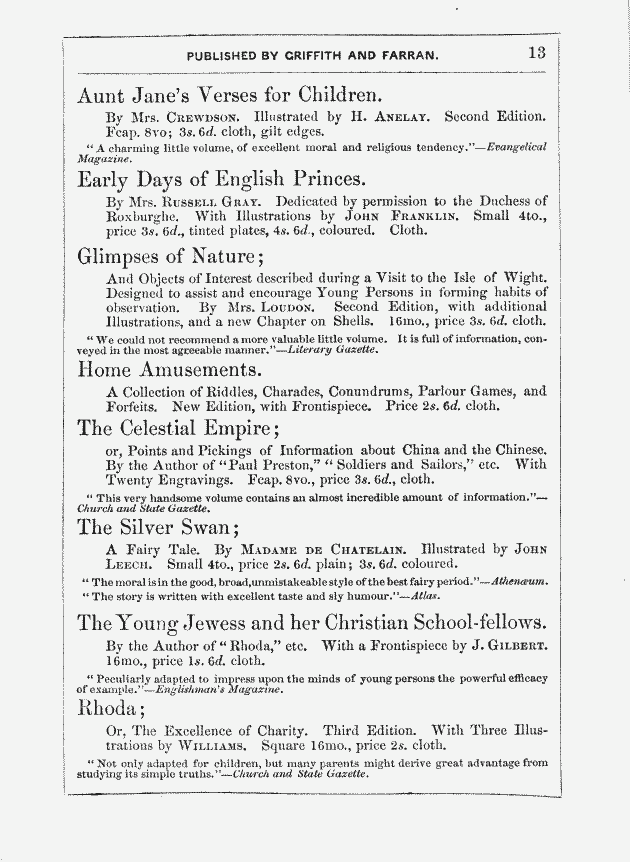 PUBLISHED BY GRIFFITH AND FARRAN. 13
Aunt Jane's Verses for Children.
By Mrs. CREWDSON. Illustrated by H. ANELAY. Second Edition.
Fcap. 8vo; 3s. 6d. cloth, gilt edges.
"A charming little volume, of excellent moral and religious tendency."—Evangelical
Magazine.
Early Days of English Princes.
By Mrs. RUSSELL GRAY. Dedicated by permission to the Duchess of
Roxburghe. With Illustrations by JOHN FRANKLIN. Small 4to.,
price 3s. 6d., tinted plates, 4s. 6d., coloured. Cloth.
Glimpses of Nature;
And Objects of Interest described during a Visit to the Isle of Wight.
Designed to assist and encourage Young Persons in forming habits of
observation. By Mrs. LOUDON. Second Edition, with additional
Illustrations, and a new Chapter on Shells. 16mo., price 3s. 6d. cloth.
"We could not recommend a more valuable little volume. It is full of information, con-
veyed in the most agreeable manner."—Literary Gazette.
Home Amusements.
A Collection of Riddles, Charades, Conundrums, Parlour Games, and
Forfeits. New Edition, with Frontispiece. Price 2s. 6d. cloth.
The Celestial Empire;
or, Points and Pickings of Information about China and the Chinese.
By the Author of "Paul Preston," "Soldiers and Sailors," etc. With
Twenty Engravings. Fcap. 8vo., price 3s. 6d., cloth.
"This very handsome volume contains an almost incredible amount of information."—
Church and State Gazette.
The Silver Swan;
A Fairy Tale. By MADAME DE CHATELAIN. Illustrated by JOHN
LEECH. Small 4to., price 2s. 6d. plain; 3s. 6d. coloured.
"The moral is in the good, broad, unmistakeable style of the best fairy period."—Athenæum.
"The story is written with excellent taste and sly humour."—Atlas.
The Young Jewess and her Christian School-fellows.
By the Author of "Rhoda," etc. With a Frontispiece by J. GILBERT.
16mo., price 1s. 6d. cloth.
"Peculiarly adapted to impress upon the minds of young persons the powerful efficacy
of example."—Englishman's Magazine.
Rhoda;
Or, The Excellence of Charity. Third Edition. With Three Illus-
trations by WILLIAMS. Square 16mo., price 2s. cloth.
"Not only adapted for children, but many parents might derive great advantage from
studying its simple truths."—Church and State Gazette.